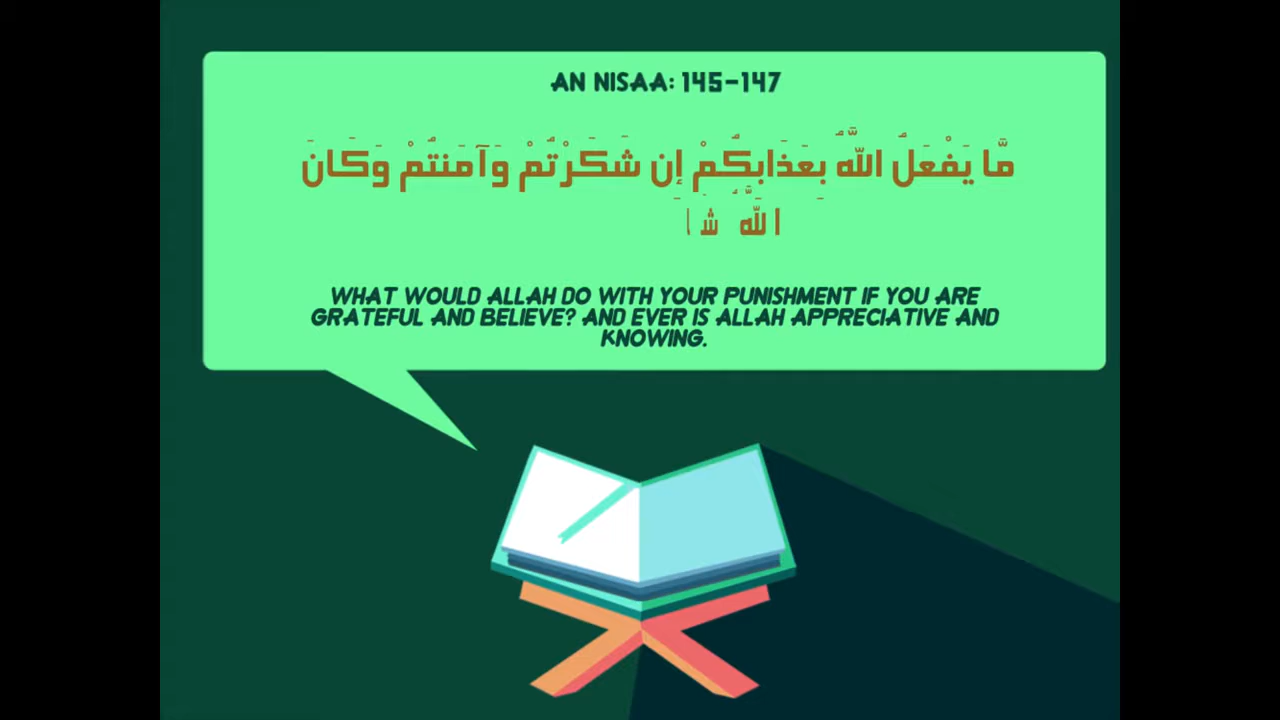 AN NISAA: 145-147
مَّا يَفْعَلُ اللَّهُ بِعَذَابِكُمْ إِن شَكَرْتُمْ وَآمَنتُمْ وَكَانَ
اللَّهُ
WHAT WOULD ALLAH DO WITH YOUR PUNISHMENT IF YOU ARE
GRATEFUL AND BELIEVE? AND EVER IS ALLAH APPRECIATIVE AND
KNOWING.